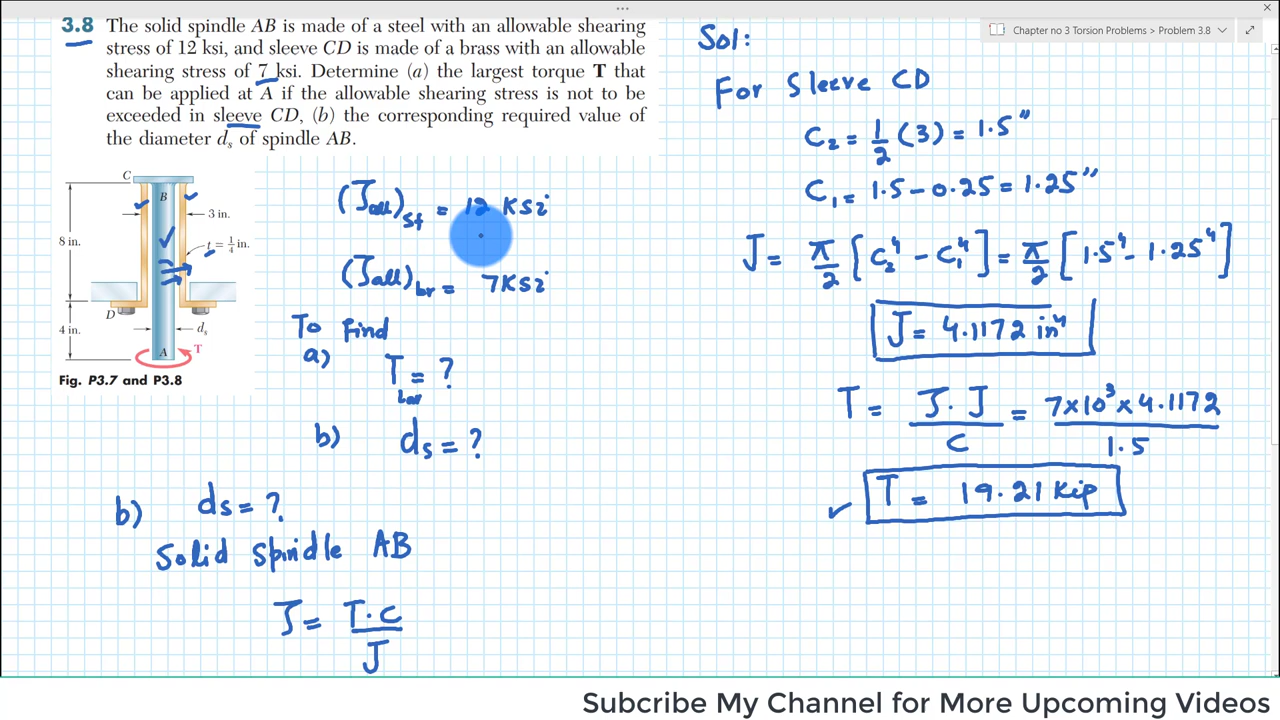 3.8 The solid spindle AB is made of a steel with an allowable shearing
stress of 12 ksi, and sleeve CD is made of a brass with an allowable
shearing stress of 7 ksi. Determine (a) the largest torque T that
can be applied at A if the allowable shearing stress is not to be
exceeded in sleeve CD, (b) the corresponding required value of
the diameter dₛ of spindle AB.
C
B
3 in.
8 in.
t = 1/4 in.
D
4 in.
dₛ
A
T
Fig. P3.7 and P3.8
(τall)st = 12 Ksi
(τall)br = 7Ksi
To Find
a)
T = ?
b) ds = ?
b) ds = ?
Solid Spindle AB
τ = T·C/J
Chapter no 3 Torsion Problems > Problem 3.8
Sol:
For Sleeve CD
C₂ = 1/2 (3) = 1.5"
C₁ = 1.5 - 0.25 = 1.25"
J = π/2 [C₂⁴ - C₁⁴] = π/2 [1.5⁴ - 1.25⁴]
J = 4.1172 in⁴
T = τ·J/C = 7×10³×4.1172/1.5
T = 19.21 Kip
Subcribe My Channel for More Upcoming Videos